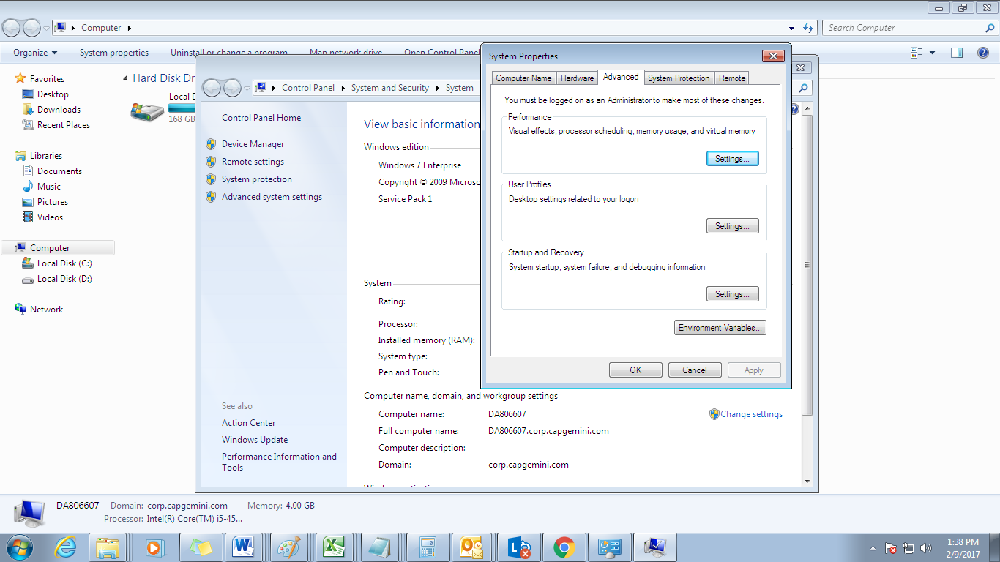 Computer
Search Computer
Organize
System properties
Uninstall or change a program
Map network drive
Open Control Panel
Favorites
Desktop
Downloads
Recent Places
Libraries
Documents
Music
Pictures
Videos
Computer
Local Disk (C:)
Local Disk (D:)
Network
Hard Disk Dr
Local D
168 GB
Control Panel
System and Security
System
Control Panel Home
Device Manager
Remote settings
System protection
Advanced system settings
See also
Action Center
Windows Update
Performance Information and
Tools
View basic information
Windows edition
Windows 7 Enterprise
Copyright © 2009 Microso
Service Pack 1
System
Rating:
Processor:
Installed memory (RAM):
System type:
Pen and Touch:
Computer name, domain, and workgroup settings
Computer name: DA806607
Change settings
Full computer name: DA806607.corp.capgemini.com
Computer description:
Domain: corp.capgemini.com
System Properties
Computer Name
Hardware
Advanced
System Protection
Remote
You must be logged on as an Administrator to make most of these changes.
Performance
Visual effects, processor scheduling, memory usage, and virtual memory
Settings...
User Profiles
Desktop settings related to your logon
Settings...
Startup and Recovery
System startup, system failure, and debugging information
Settings...
Environment Variables...
OK
Cancel
Apply
DA806607 Domain: corp.capgemini.com Memory: 4.00 GB
Processor: Intel(R) Core(TM) i5-45...
1:38 PM
2/9/2017